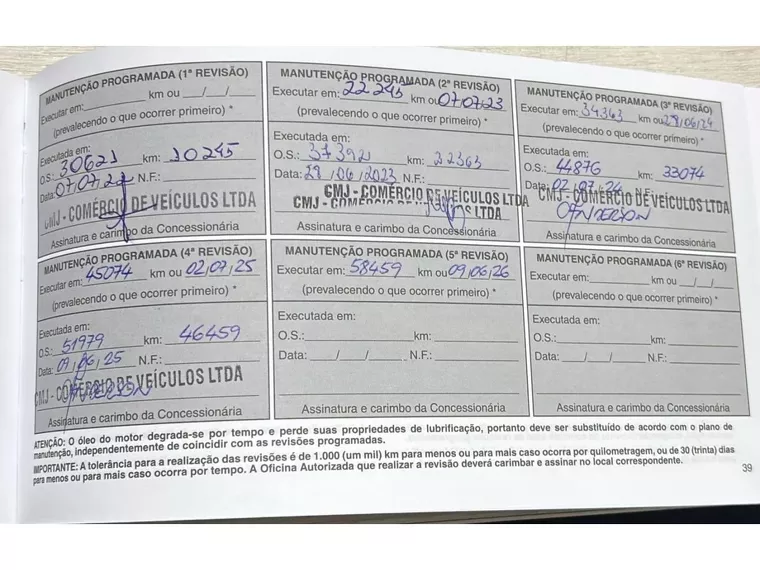 MANUTENÇÃO PROGRAMADA (1ª REVISÃO)
Executar em: km ou / /
(prevalecendo o que ocorrer primeiro) *
Executada em:
O.S.: 30621 km: 10245
Data: 07/07/22 N.F.:
CMJ - COMÉRCIO DE VEÍCULOS LTDA
Assinatura e carimbo da Concessionária
MANUTENÇÃO PROGRAMADA (2ª REVISÃO)
Executar em: 22 245 km ou 07/07/23
(prevalecendo o que ocorrer primeiro) *
Executada em:
O.S.: 37392 km: 22363
Data: 28/06/2023 N.F.:
CMJ - COMÉRCIO DE VEÍCULOS LTDA
CMJ - COMÉRCIO LTDA
Assinatura e carimbo da Concessionária
MANUTENÇÃO PROGRAMADA (3ª REVISÃO)
Executar em: 34.363 km ou 28/06/24
(prevalecendo o que ocorrer primeiro) *
Executada em:
O.S.: 44876 km: 33074
Data: 02/07/24 N.F.:
CMJ - COMÉRCIO DE VEÍCULOS LTDA
ANDERSON
Assinatura e carimbo da Concessionária
MANUTENÇÃO PROGRAMADA (4ª REVISÃO)
Executar em: 45074 km ou 02/07/25
(prevalecendo o que ocorrer primeiro) *
Executada em:
O.S: 51979 km: 46459
Data: 09/06/25 N.F.:
CMJ - COMÉRCIO DE VEÍCULOS LTDA
Assinatura e carimbo da Concessionária
MANUTENÇÃO PROGRAMADA (5ª REVISÃO)
Executar em: 58459 km ou 09/06/26
(prevalecendo o que ocorrer primeiro) *
Executada em:
O.S.: km:
Data: / / N.F.:
Assinatura e carimbo da Concessionária
MANUTENÇÃO PROGRAMADA (6ª REVISÃO)
Executar em: km ou / /
(prevalecendo o que ocorrer primeiro) *
Executada em:
O.S.: km:
Data: / / N.F.:
Assinatura e carimbo da Concessionária
ATENÇÃO: O óleo do motor degrada-se por tempo e perde suas propriedades de lubrificação, portanto deve ser substituído de acordo com o plano de
manutenção, independentemente de coincidir com as revisões programadas.
IMPORTANTE: A tolerância para a realização das revisões é de 1.000 (um mil) km para menos ou para mais caso ocorra por quilometragem, ou de 30 (trinta) dias
para menos ou para mais caso ocorra por tempo. A Oficina Autorizada que realizar a revisão deverá carimbar e assinar no local correspondente.
39